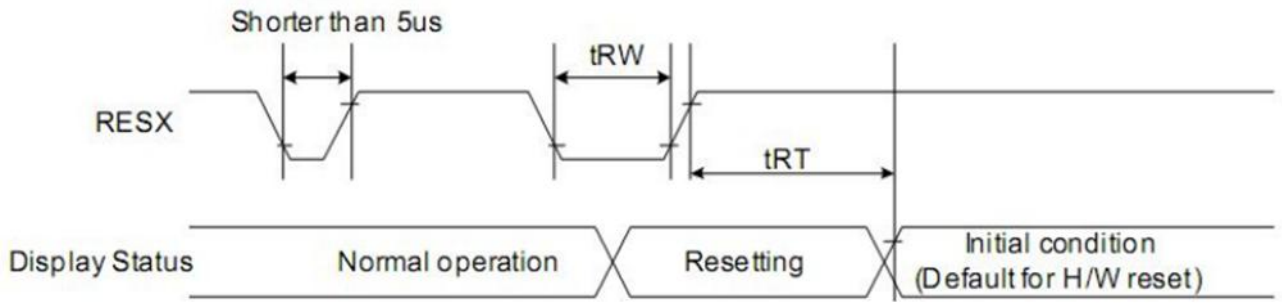 Shorter than 5us
tRW
RESX
tRT
Display Status
Normal operation
Resetting
Initial condition
(Default for H/W reset)